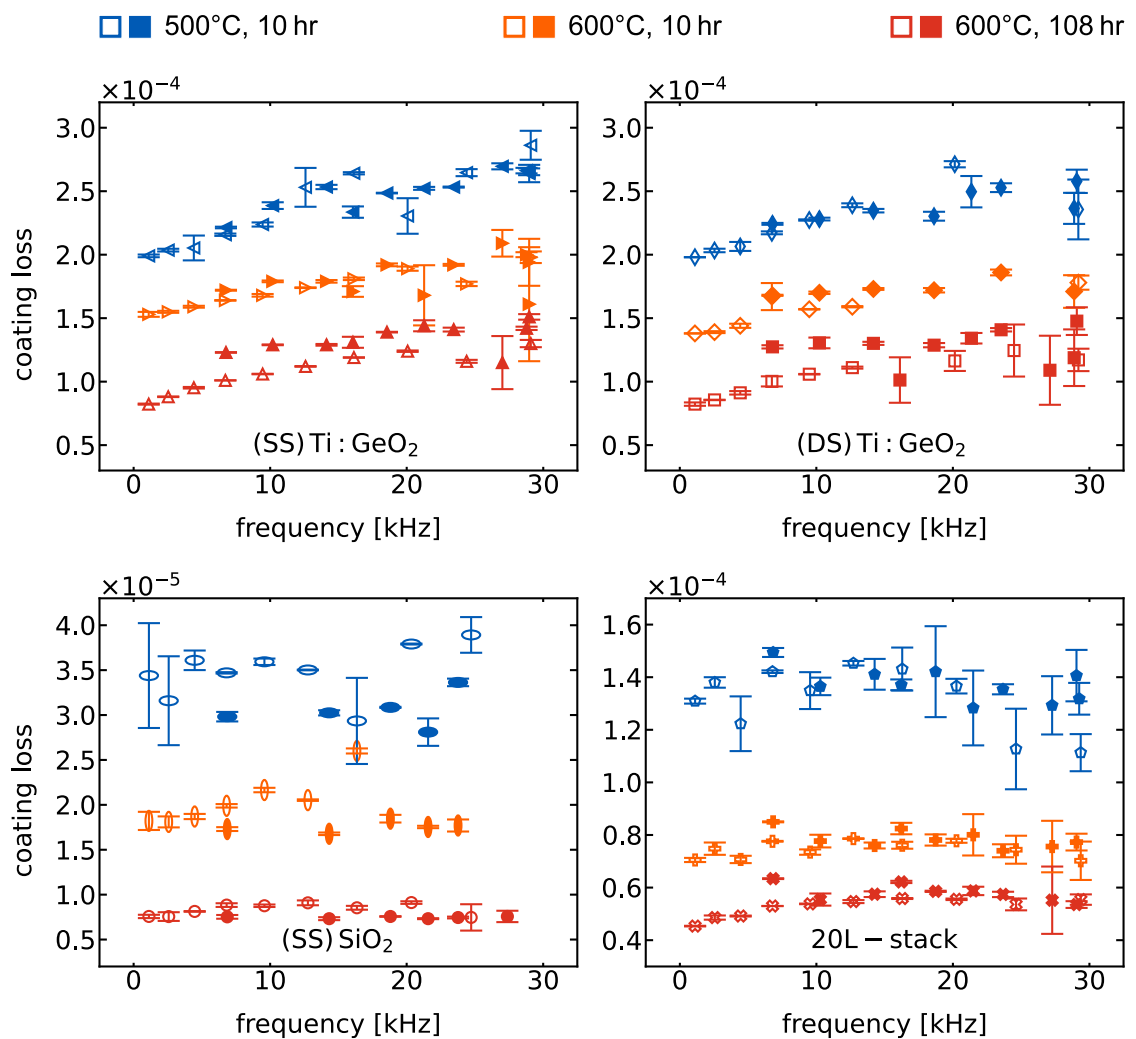 500°C, 10 hr 600°C, 10 hr 600°C, 108 hr
×10⁻⁴
3.0
2.5
2.0
1.5
1.0
0.5
coating loss
(SS) Ti : GeO₂
0 10 20 30
frequency [kHz]
×10⁻⁴
3.0
2.5
2.0
1.5
1.0
0.5
(DS) Ti : GeO₂
0 10 20 30
frequency [kHz]
×10⁻⁵
4.0
3.5
3.0
2.5
2.0
1.5
1.0
0.5
coating loss
(SS) SiO₂
0 10 20 30
frequency [kHz]
×10⁻⁴
1.6
1.4
1.2
1.0
0.8
0.6
0.4
20L − stack
0 10 20 30
frequency [kHz]